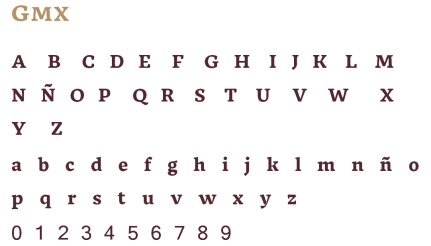 GMX
A B C D E F G H I J K L M
N Ñ O P Q R S T U V W X
Y Z
a b c d e f g h i j k l m n ñ o
p q r s t u v w x y z
0 1 2 3 4 5 6 7 8 9